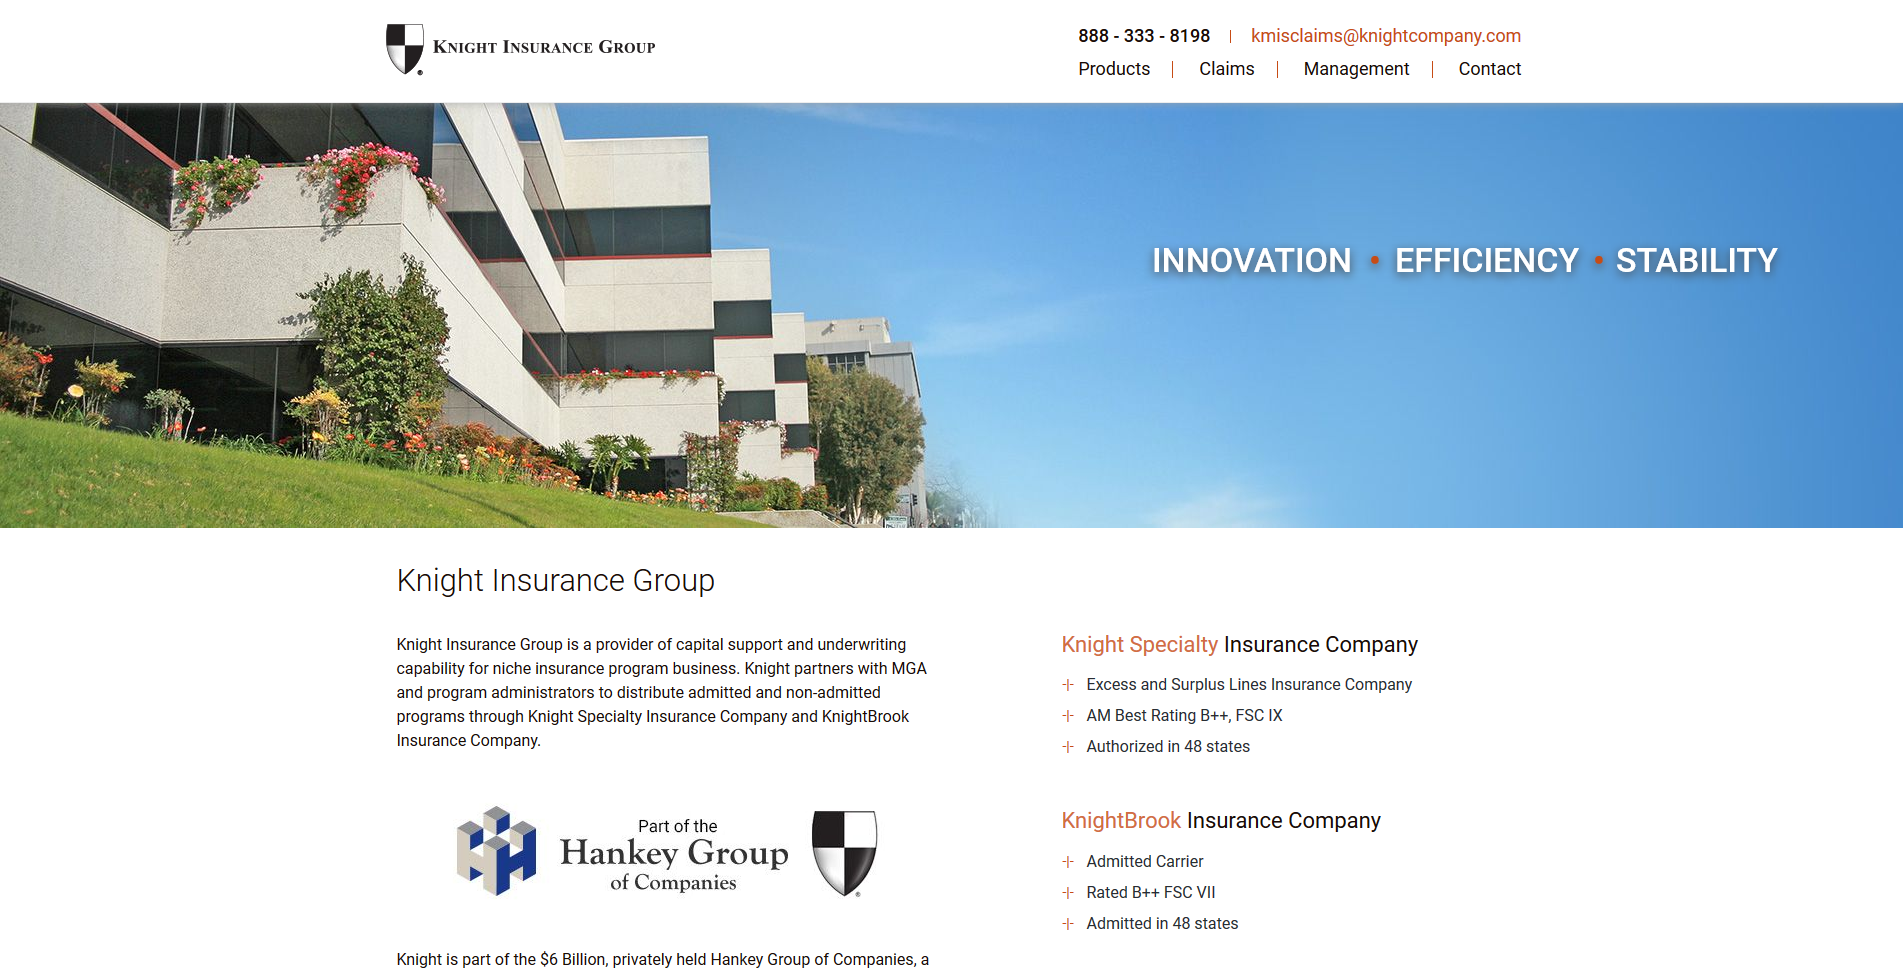 KNIGHT INSURANCE GROUP
888 - 333 - 8198 | kmisclaims@knightcompany.com
Products | Claims | Management | Contact
INNOVATION • EFFICIENCY • STABILITY
Knight Insurance Group
Knight Insurance Group is a provider of capital support and underwriting
capability for niche insurance program business. Knight partners with MGA
and program administrators to distribute admitted and non-admitted
programs through Knight Specialty Insurance Company and KnightBrook
Insurance Company.
Part of the
Hankey Group
of Companies
Knight is part of the $6 Billion, privately held Hankey Group of Companies, a
Knight Specialty Insurance Company
Excess and Surplus Lines Insurance Company
AM Best Rating B++, FSC IX
Authorized in 48 states
KnightBrook Insurance Company
Admitted Carrier
Rated B++ FSC VII
Admitted in 48 states